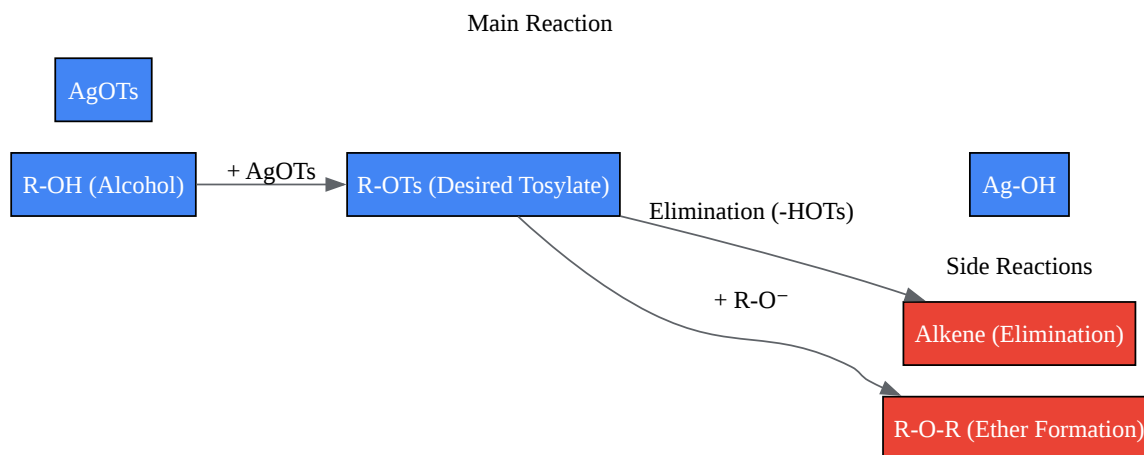 Main Reaction
AgOTs
R-OH (Alcohol)
+ AgOTs
R-OTs (Desired Tosylate)
Ag-OH
Elimination (-HOTs)
Side Reactions
+ R-O⁻
Alkene (Elimination)
R-O-R (Ether Formation)